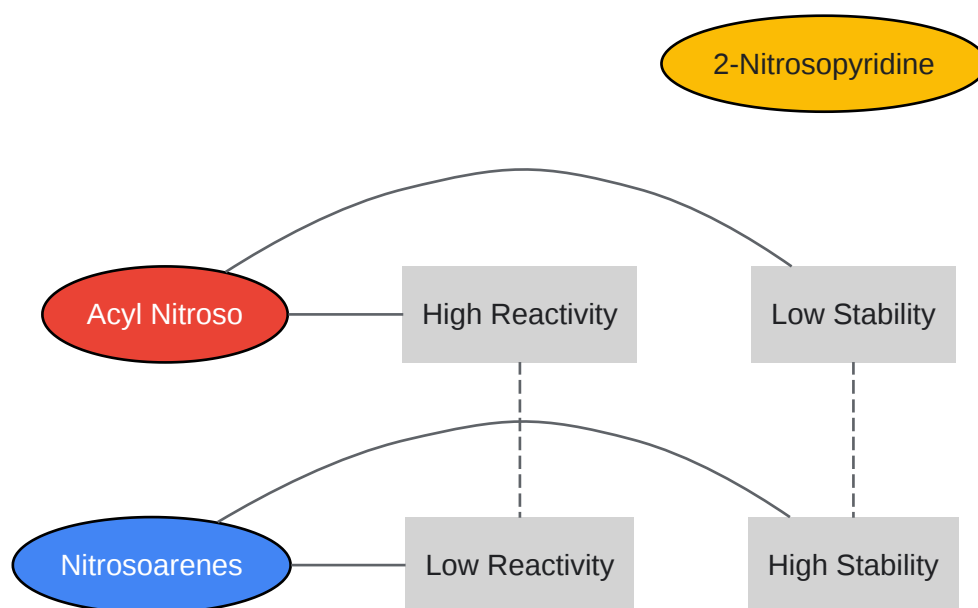 2-Nitrosopyridine
Acyl Nitroso
High Reactivity
Low Stability
Nitrosoarenes
Low Reactivity
High Stability